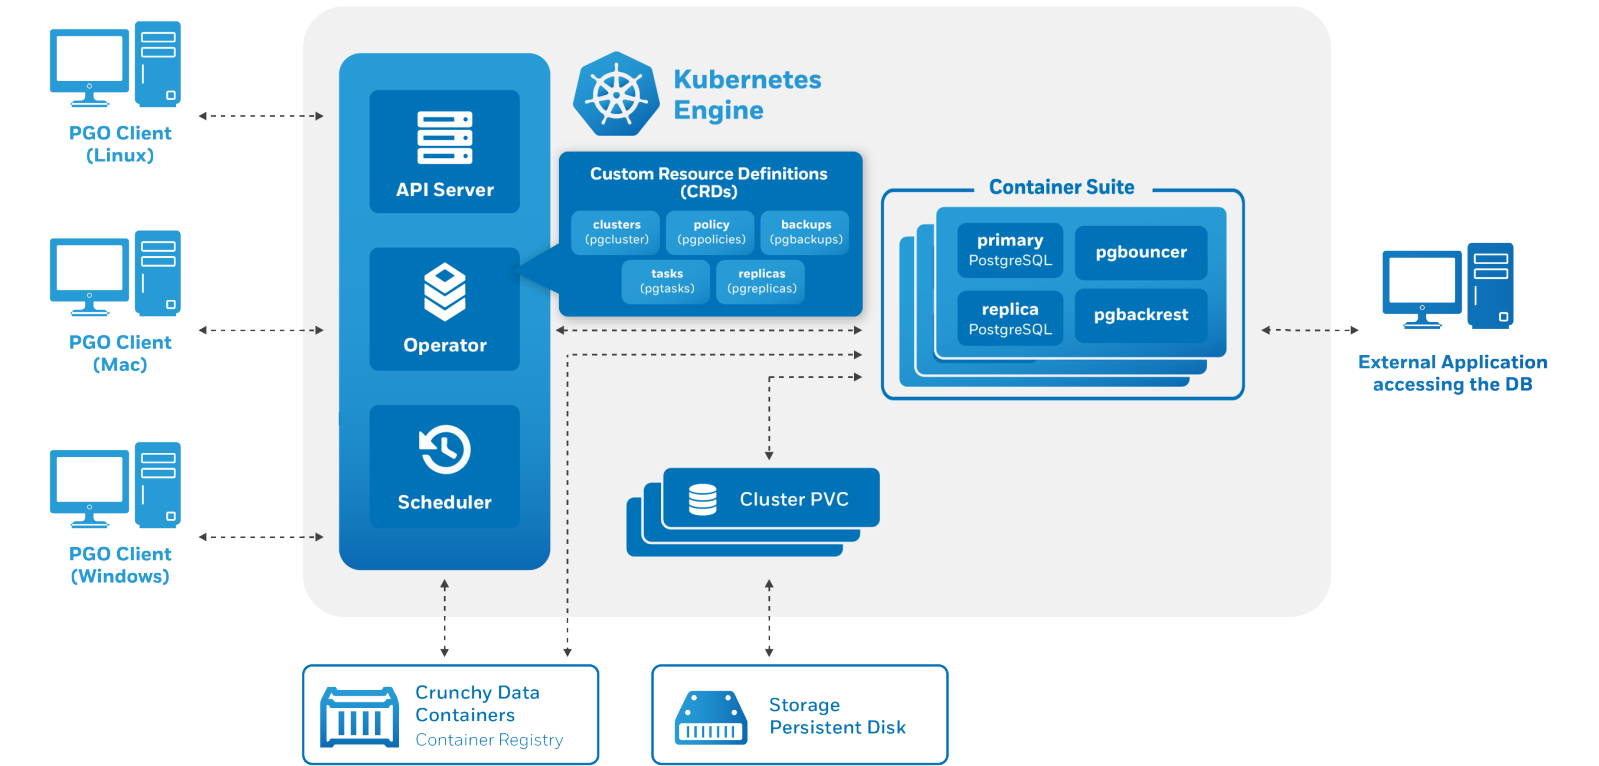 PGO Client
(Linux)
PGO Client
(Mac)
PGO Client
(Windows)
API Server
Operator
Scheduler
Kubernetes
Engine
Custom Resource Definitions
(CRDs)
clusters
(pgcluster)
policy
(pgpolicies)
backups
(pgbackups)
tasks
(pgtasks)
replicas
(pgreplicas)
Container Suite
primary
PostgreSQL
pgbouncer
replica
PostgreSQL
pgbackrest
External Application
accessing the DB
Cluster PVC
Crunchy Data
Containers
Container Registry
Storage
Persistent Disk